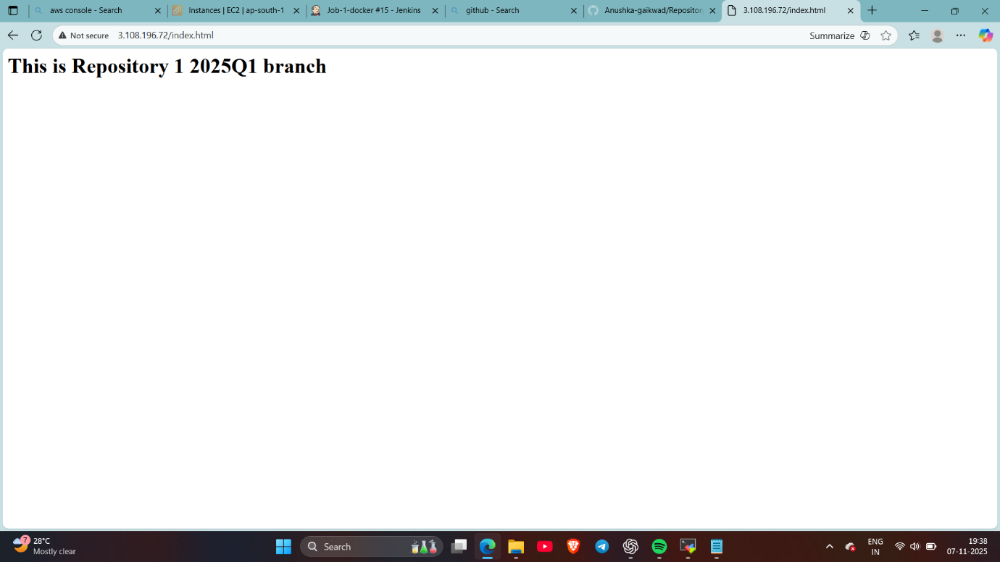 aws console - Search
Instances | EC2 | ap-south-1
Job-1-docker #15 - Jenkins
github - Search
Anushka-gaikwad/Repository
3.108.196.72/index.html
Not secure
3.108.196.72/index.html
Summarize
This is Repository 1 2025Q1 branch
7
28°C
Mostly clear
Search
ENG
IN
19:38
07-11-2025